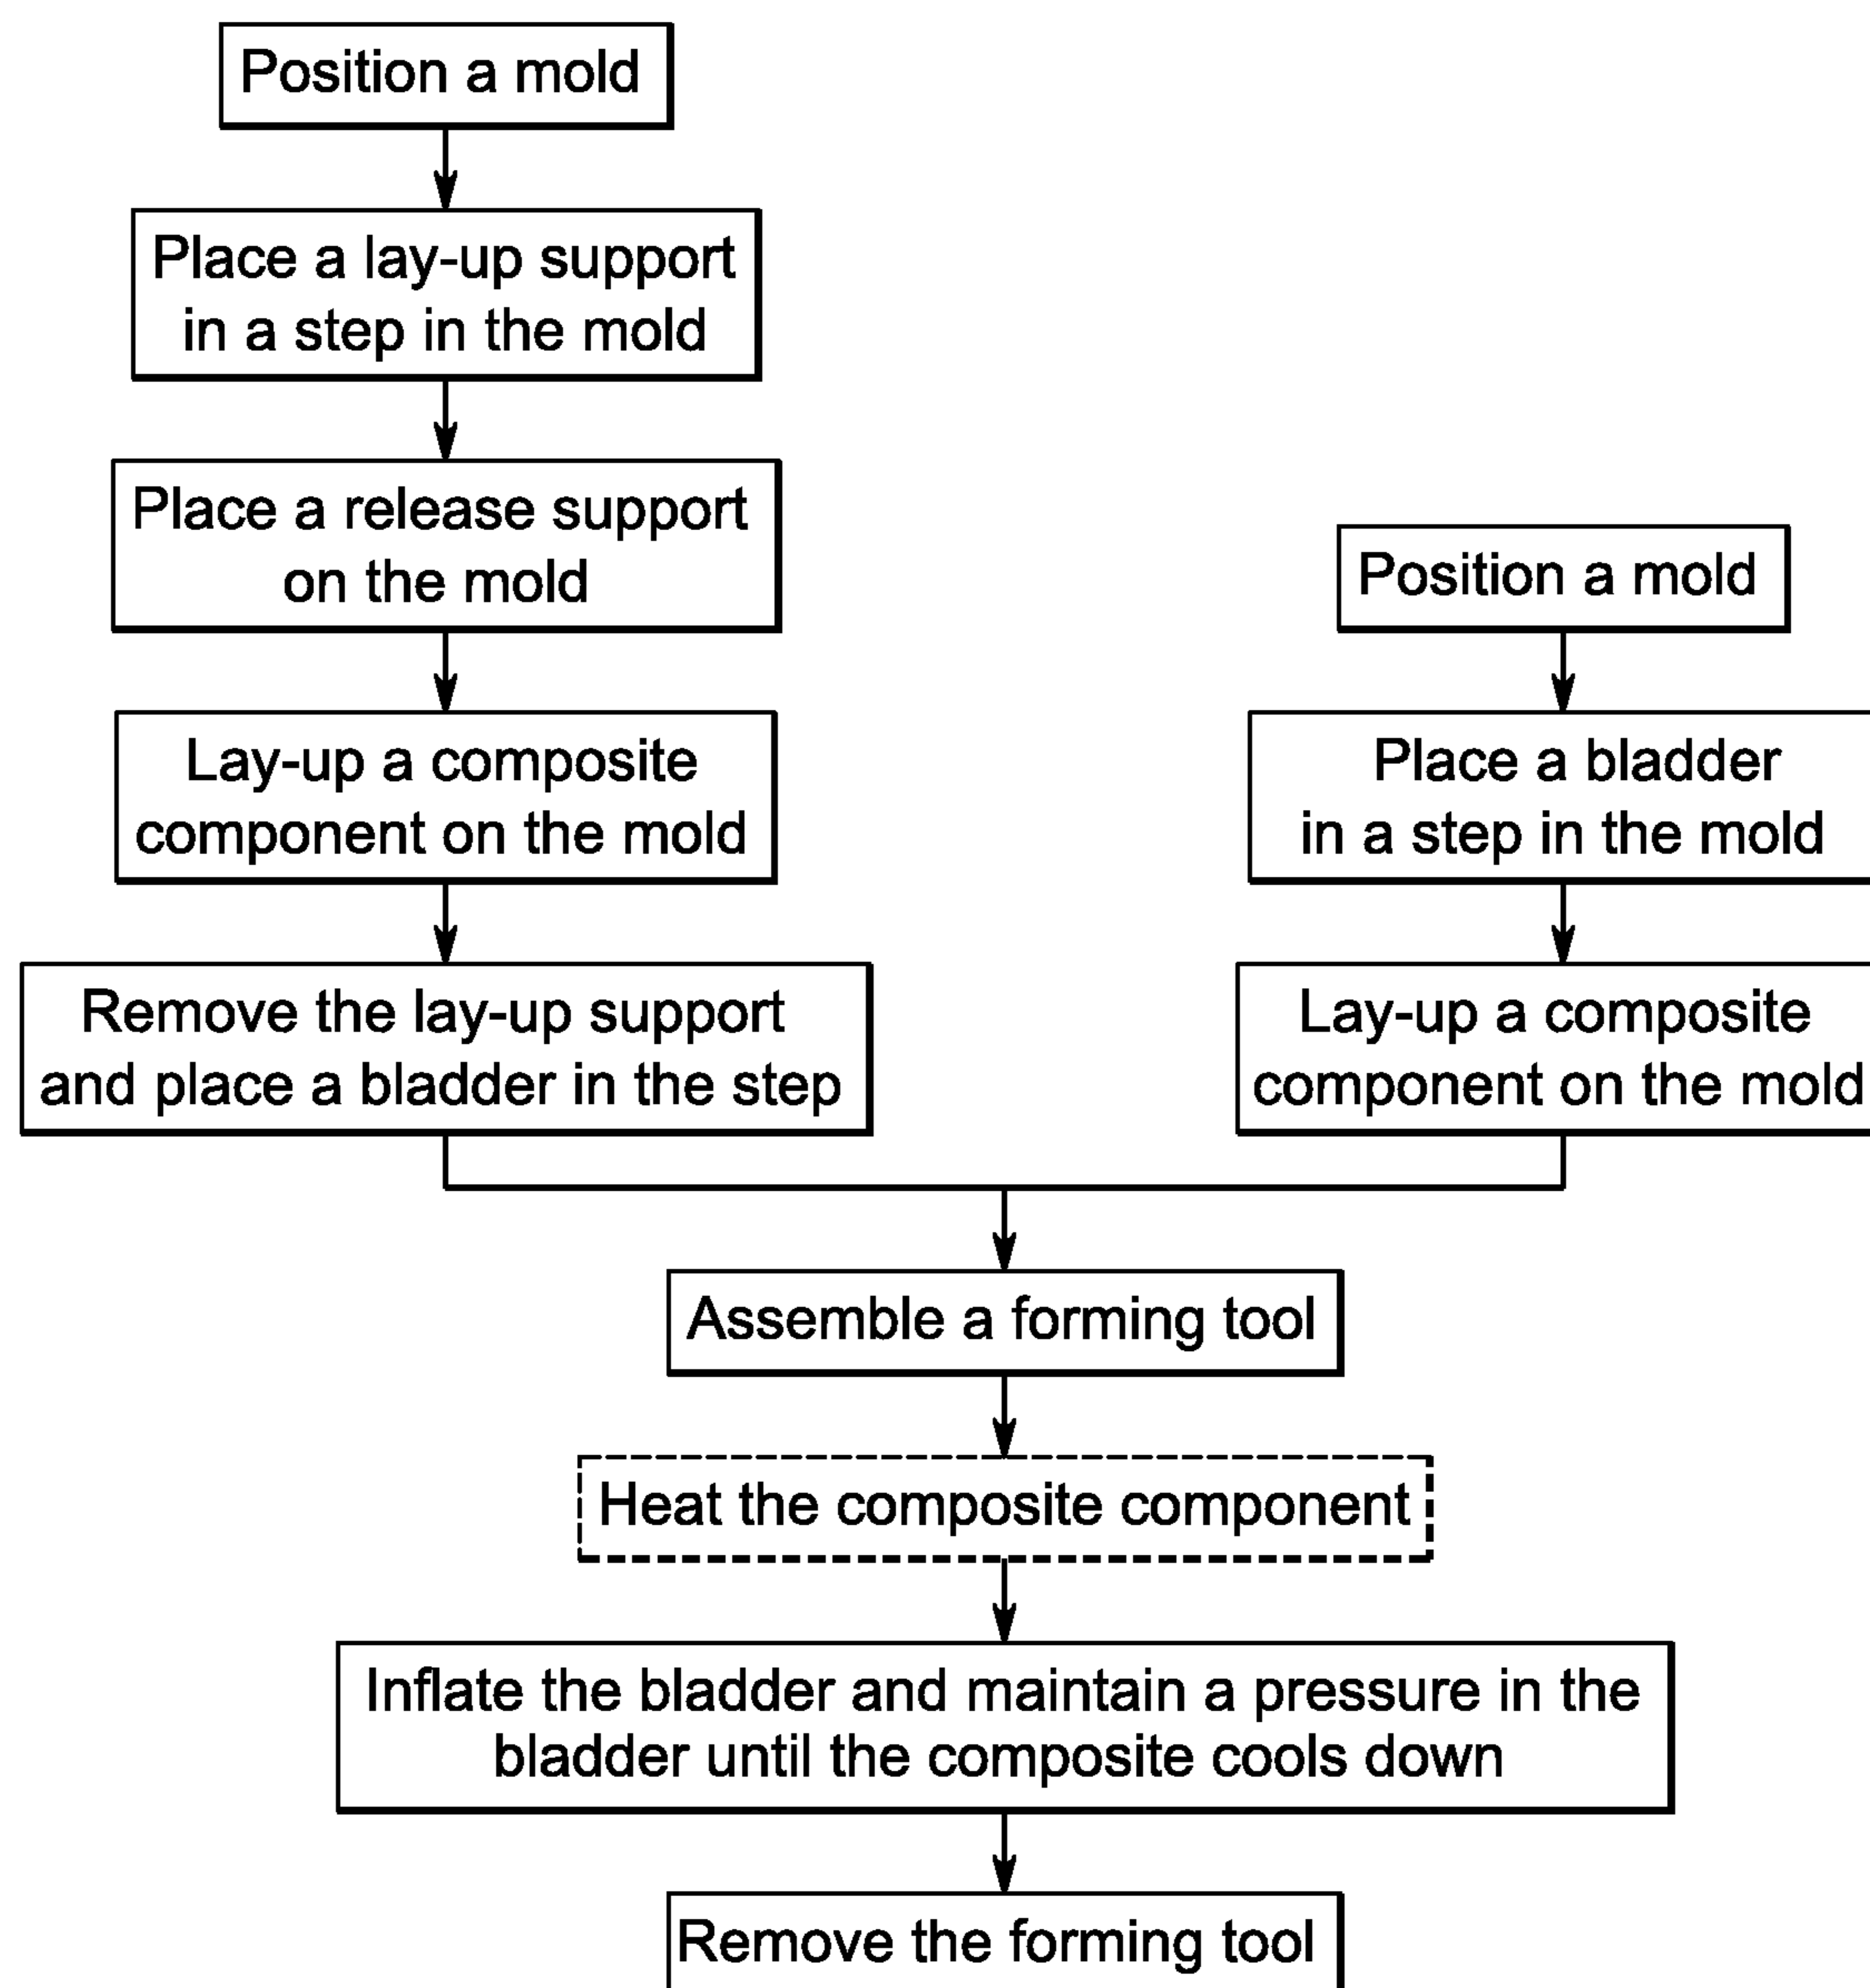 Position a mold
Place a lay-up support
in a step in the mold
Place a release support
on the mold
Lay-up a composite
component on the mold
Remove the lay-up support
and place a bladder in the step
Position a mold
Place a bladder
in a step in the mold
Lay-up a composite
component on the mold
Assemble a forming tool
Heat the composite component
Inflate the bladder and maintain a pressure in the
bladder until the composite cools down
Remove the forming tool